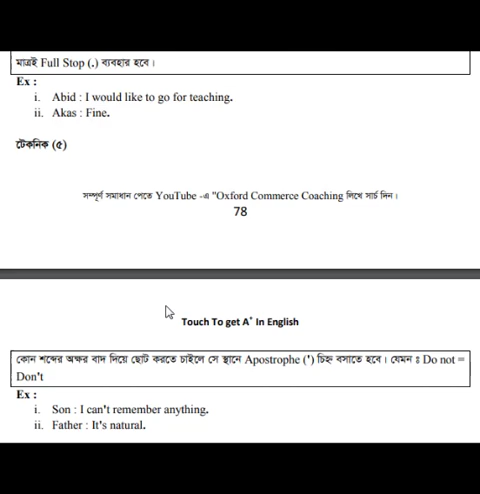 মাত্রই Full Stop (.) ব্যবহার হবে।
Ex :
i. Abid : I would like to go for teaching.
ii. Akas : Fine.
টেকনিক (৫)
সম্পূর্ণ সমাধান পেতে YouTube -এ "Oxford Commerce Coaching লিখে সার্চ দিন।
78
Touch To get A⁺ In English
কোন শব্দের অক্ষর বাদ দিয়ে ছোট করতে চাইলে সে স্থানে Apostrophe (') চিহ্ন বসাতে হবে। যেমন ঃ Do not =
Don't
Ex :
i. Son : I can't remember anything.
ii. Father : It's natural.